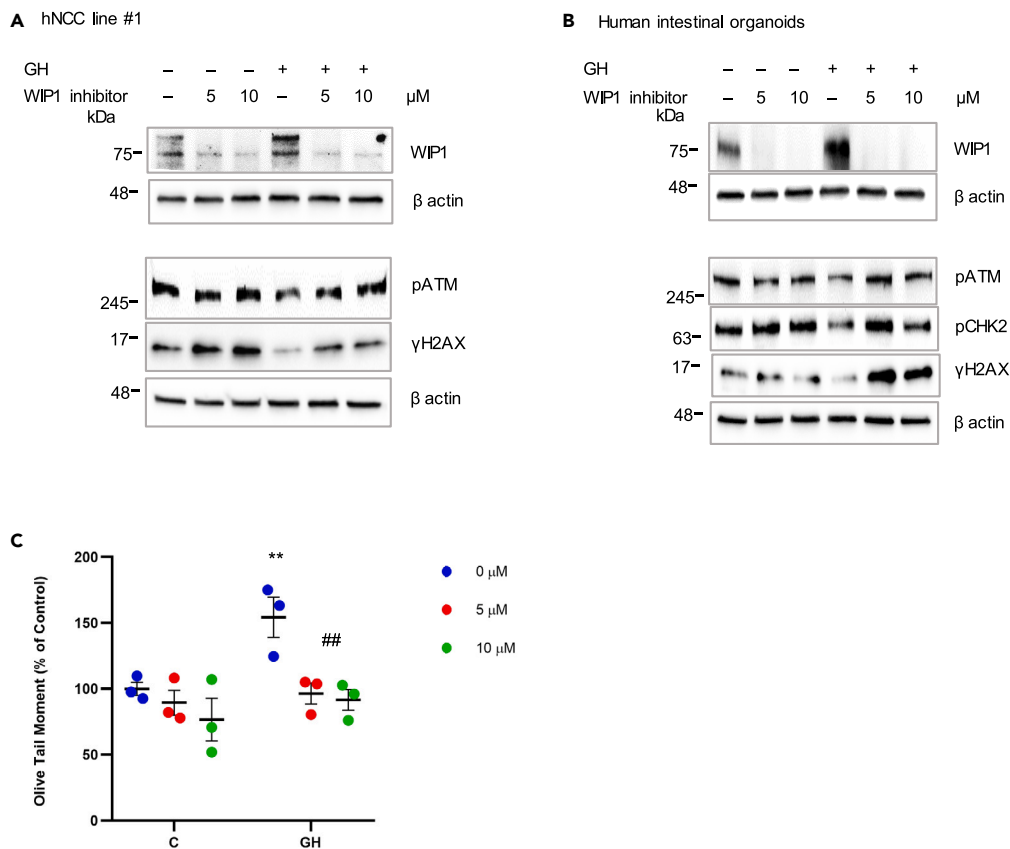 A hNCC line #1
GH – – – + + +
WIP1 inhibitor – 5 10 – 5 10 µM
kDa
75 WIP1
48 β actin
245 pATM
17 γH2AX
48 β actin
B Human intestinal organoids
GH – – – + + +
WIP1 inhibitor – 5 10 – 5 10 µM
kDa
75 WIP1
48 β actin
245 pATM
63 pCHK2
17 γH2AX
48 β actin
C
Olive Tail Moment (% of Control)
200
150
100
50
0
**
##
C GH
0 µM
5 µM
10 µM